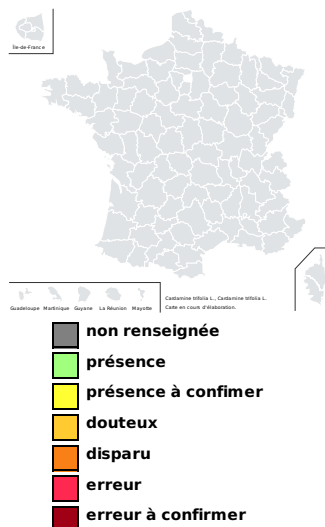 Île-de-France
Guadeloupe Martinique Guyane La Réunion Mayotte
Cardamine trifolia L., Cardamine trifolia L.
Carte en cours d'élaboration.
non renseignée
présence
présence à confimer
douteux
disparu
erreur
erreur à confirmer